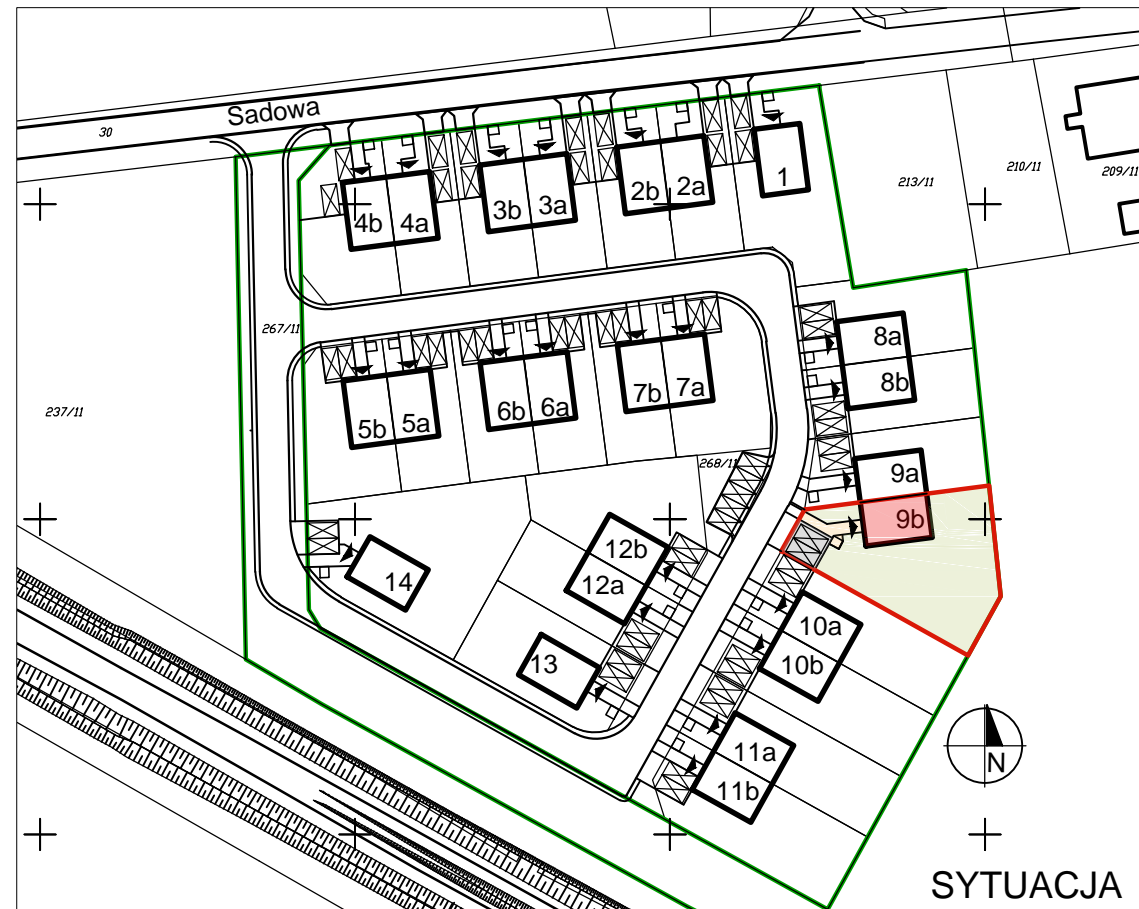 Sadowa
30
1
2a
2b
3a
3b
4a
4b
213/11
210/11
209/11
267/11
237/11
5b
5a
6b
6a
7b
7a
8a
8b
268/11
9a
9b
12b
12a
14
13
10a
10b
11a
11b
N
SYTUACJA